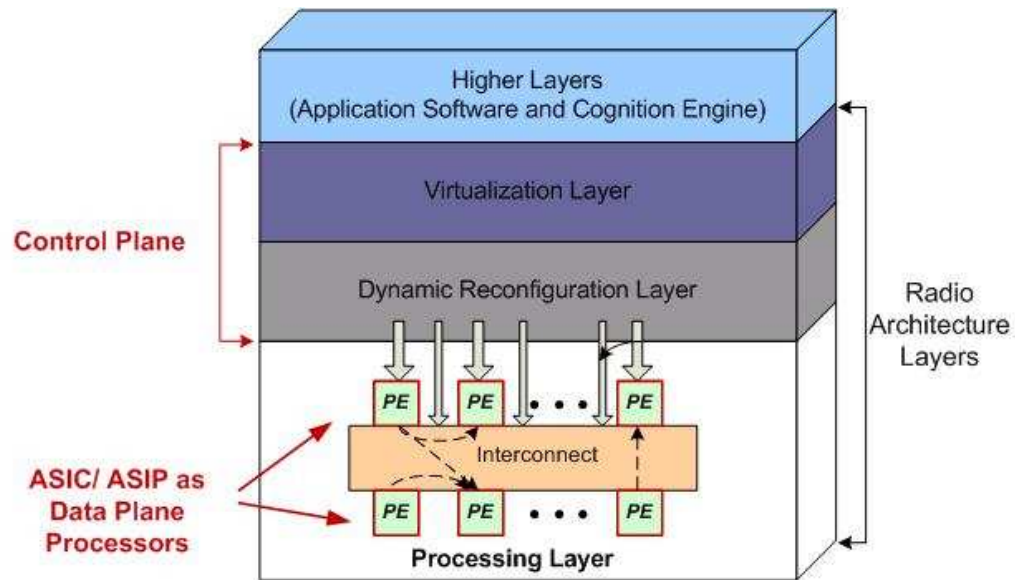 Higher Layers
(Application Software and Cognition Engine)
Virtualization Layer
Control Plane
Dynamic Reconfiguration Layer
Radio
Architecture
Layers
PE PE • • • PE
Interconnect
ASIC/ ASIP as
Data Plane
Processors
PE PE • • • PE
Processing Layer